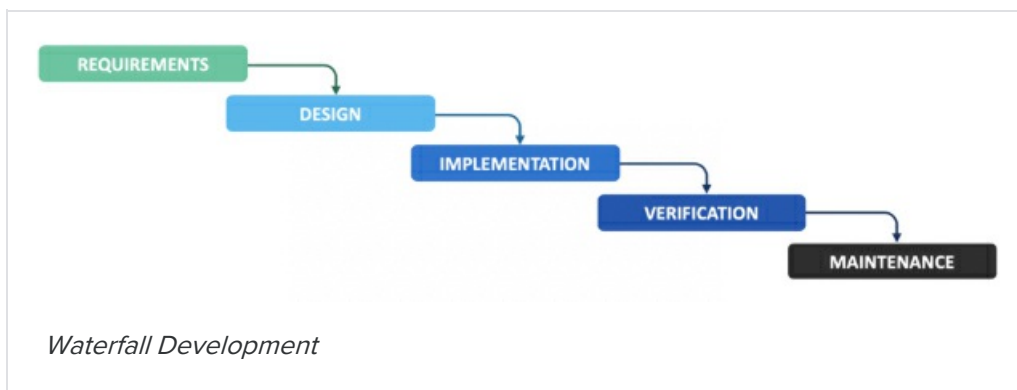 REQUIREMENTS
DESIGN
IMPLEMENTATION
VERIFICATION
MAINTENANCE
Waterfall Development